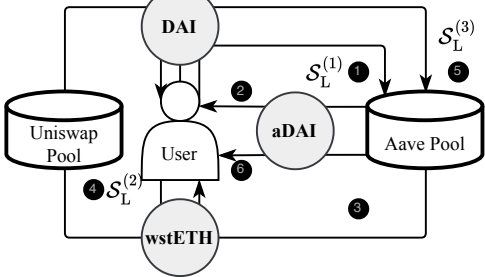 DAI
S_L^(3)
S_L^(1) 1
5
2
Uniswap
Pool
aDAI
Aave Pool
User
6
4 S_L^(2)
3
wstETH